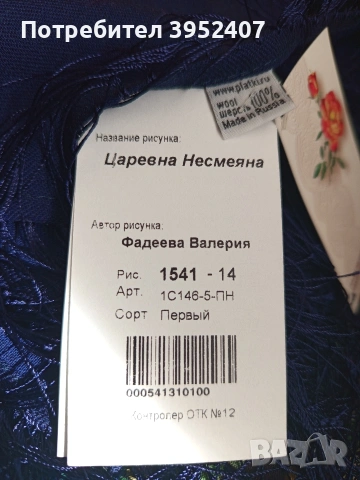 Потребител 3952407
www.platki.ru
wool
шерсть 100%
Made in Russia
Название рисунка:
Царевна Несмеяна
Автор рисунка:
Фадеева Валерия
Рис. 1541 - 14
Арт. 1С146-5-ПН
Сорт Первый
000541310100
Контролер ОТК №12
BAZAR